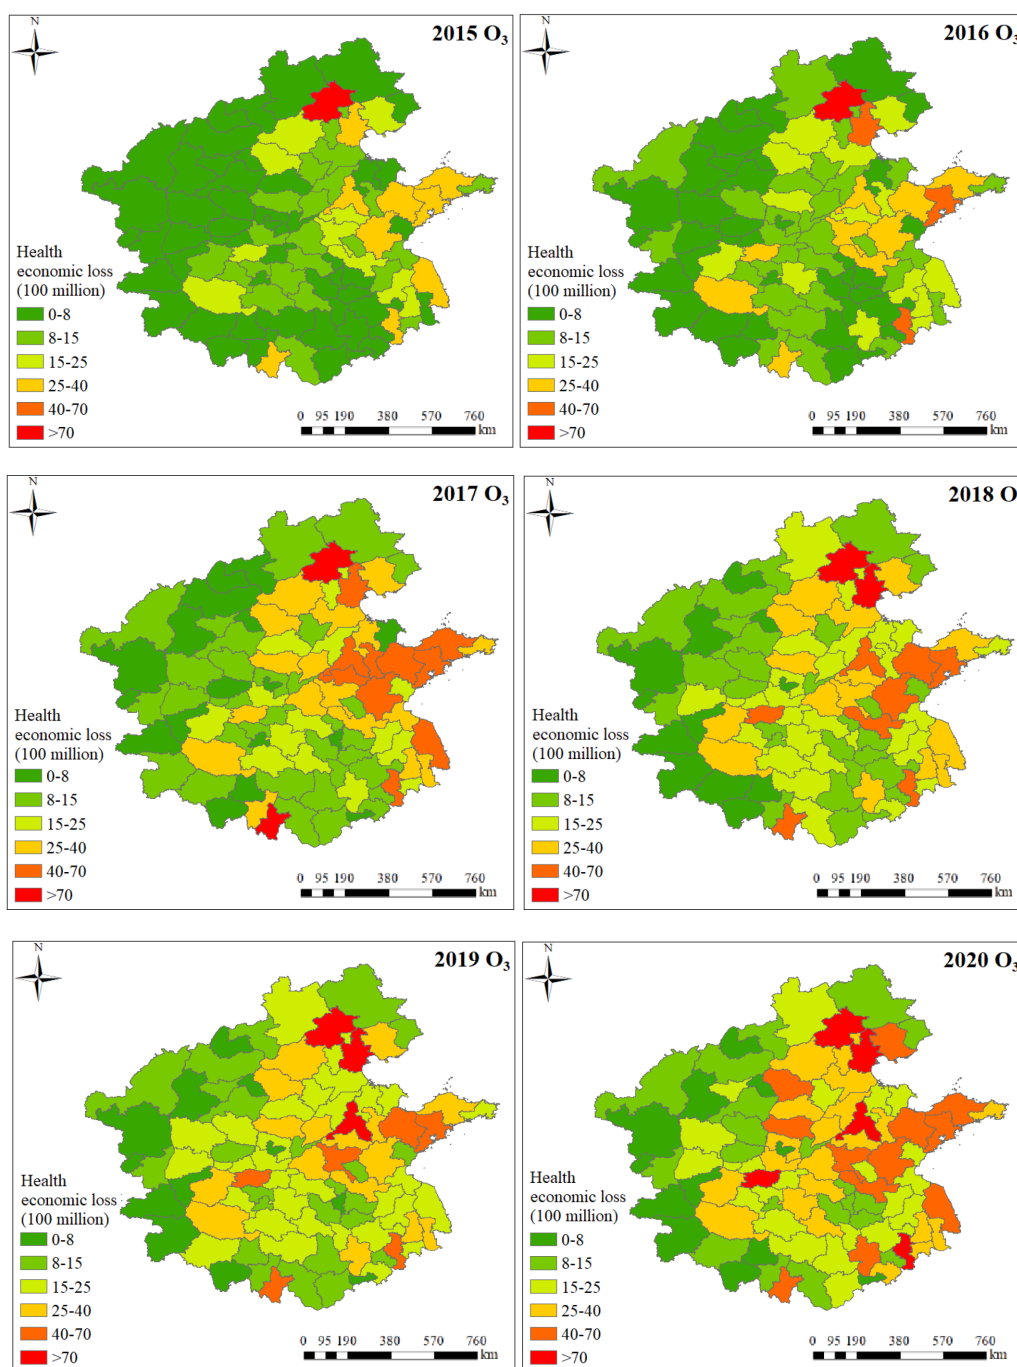 N
2015 O3
Health
economic loss
(100 million)
0-8
8-15
15-25
25-40
40-70
>70
0 95 190 380 570 760
km
N
2016 O3
Health
economic loss
(100 million)
0-8
8-15
15-25
25-40
40-70
>70
0 95 190 380 570 760
km
N
2017 O3
Health
economic loss
(100 million)
0-8
8-15
15-25
25-40
40-70
>70
0 95 190 380 570 760
km
N
2018 O
Health
economic loss
(100 million)
0-8
8-15
15-25
25-40
40-70
>70
0 95 190 380 570 760
km
N
2019 O3
Health
economic loss
(100 million)
0-8
8-15
15-25
25-40
40-70
>70
0 95 190 380 570 760
km
N
2020 O3
Health
economic loss
(100 million)
0-8
8-15
15-25
25-40
40-70
>70
0 95 190 380 570 760
km